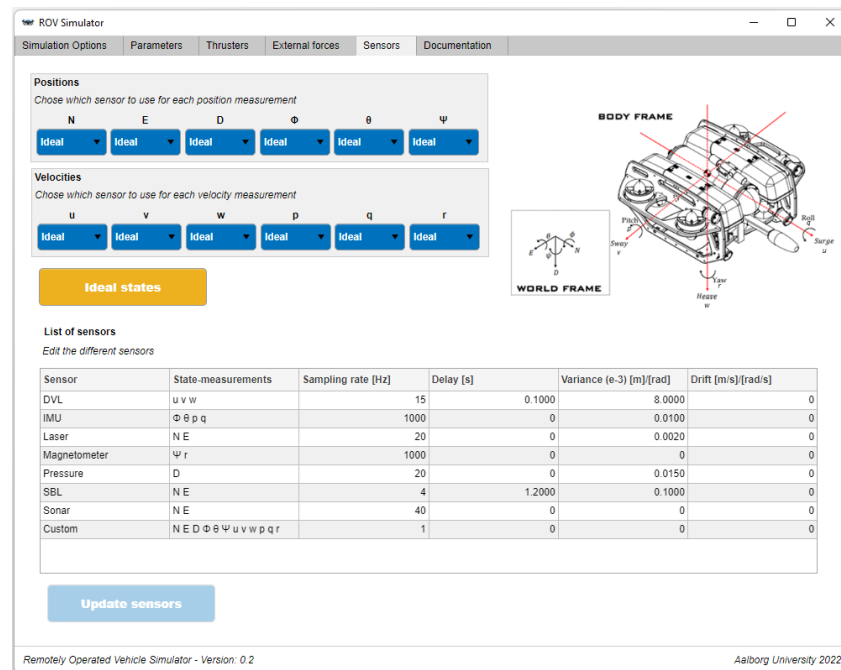 ROV Simulator
Simulation Options Parameters Thrusters External forces Sensors Documentation
Positions
Chose which sensor to use for each position measurement
N E D Φ θ Ψ
Ideal Ideal Ideal Ideal Ideal Ideal
Velocities
Chose which sensor to use for each velocity measurement
u v w p q r
Ideal Ideal Ideal Ideal Ideal Ideal
Ideal states
BODY FRAME
Roll
q
Surge
u
Pitch
p
Sway
v
Yaw
r
Heave
w
θ
ϕ
E
ψ
N
D
WORLD FRAME
List of sensors
Edit the different sensors
Sensor State-measurements Sampling rate [Hz] Delay [s] Variance (e-3) [m]/[rad] Drift [m/s]/[rad/s]
DVL u v w 15 0.1000 8.0000 0
IMU Φ θ p q 1000 0 0.0100 0
Laser N E 20 0 0.0020 0
Magnetometer Ψ r 1000 0 0 0
Pressure D 20 0 0.0150 0
SBL N E 4 1.2000 0.1000 0
Sonar N E 40 0 0 0
Custom N E D Φ θ Ψ u v w p q r 1 0 0 0
Update sensors
Remotely Operated Vehicle Simulator - Version: 0.2
Aalborg University 2022